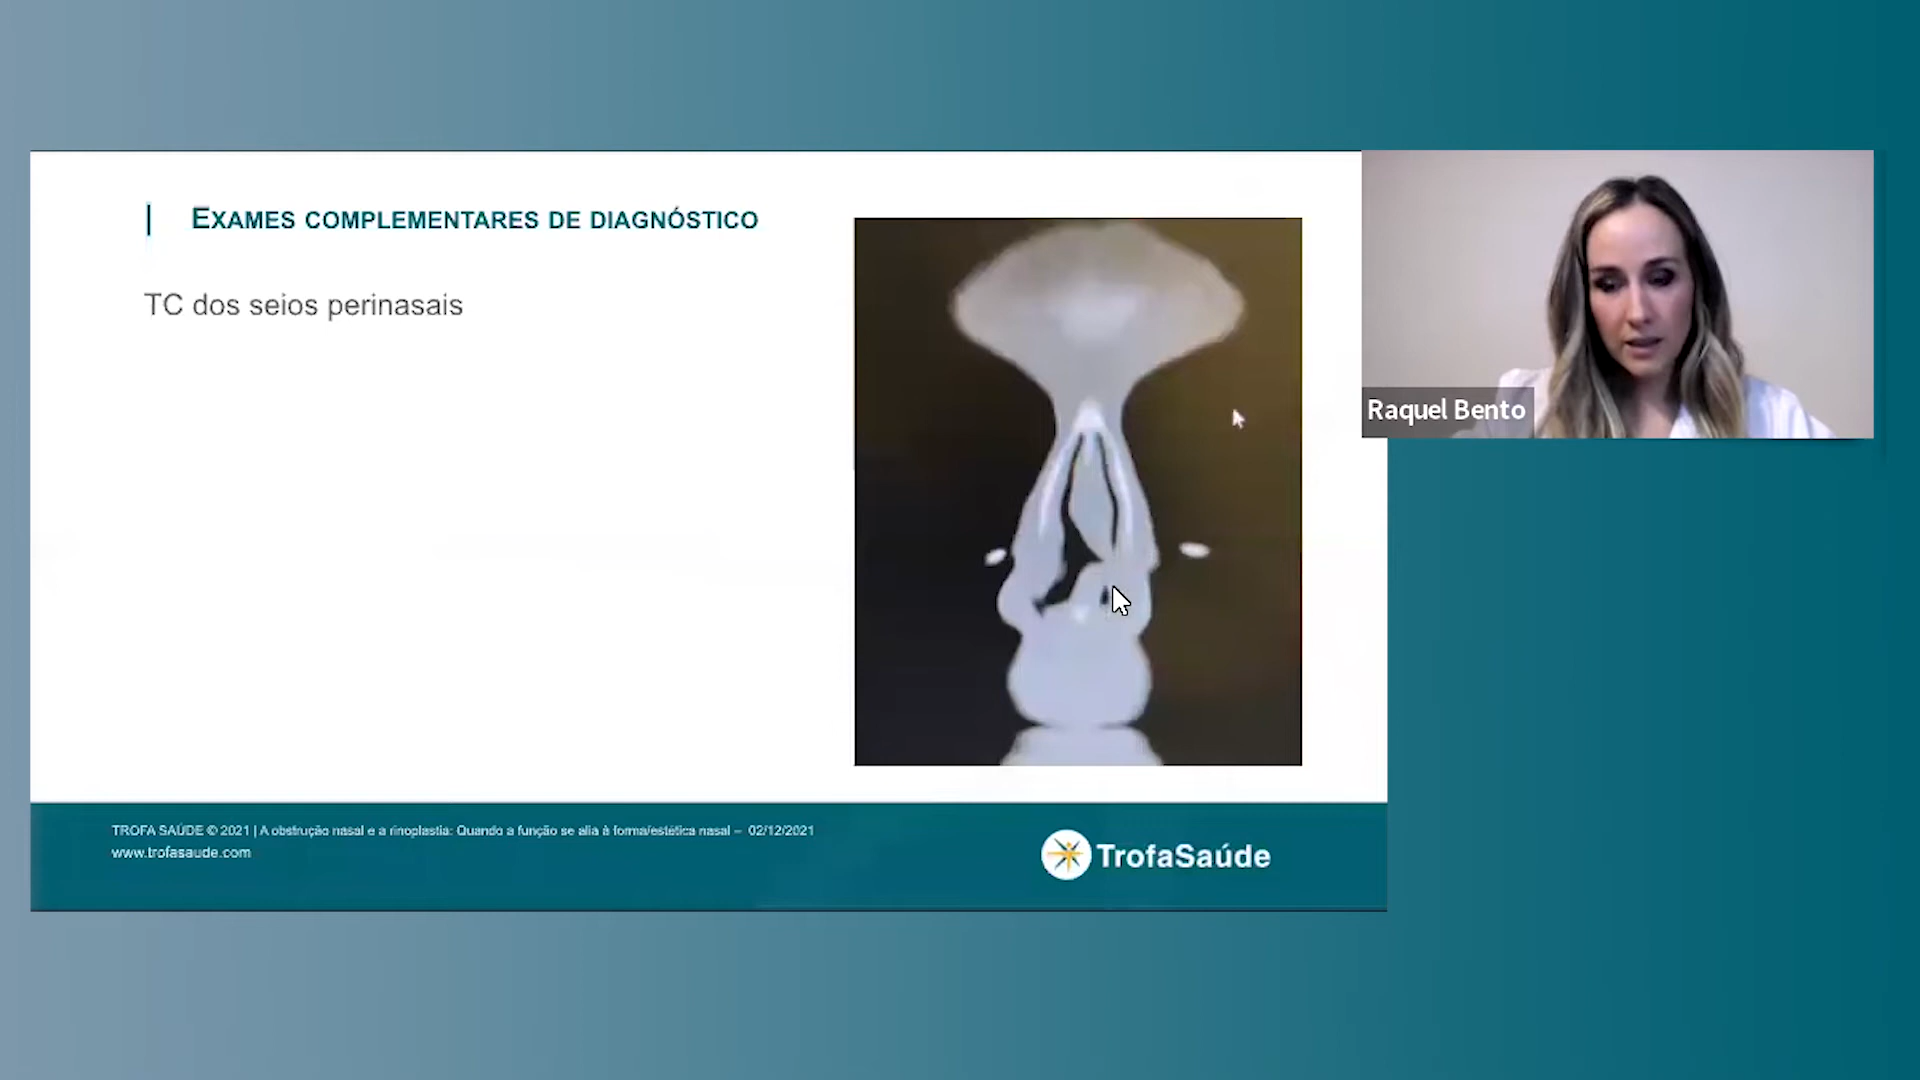 | EXAMES COMPLEMENTARES DE DIAGNÓSTICO
TC dos seios perinasais
Raquel Bento
TROFA SAÚDE © 2021 | A obstrução nasal e a rinoplastia: Quando a função se alia à forma/estética nasal – 02/12/2021
www.trofasaude.com
TrofaSaúde